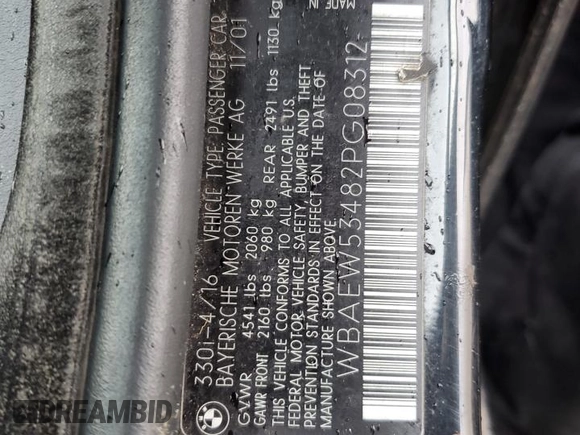 MADE IN
330i 4/16 VEHICLE TYPE: PASSENGER CAR
BAYERISCHE MOTOREN WERKE AG 11/01
GVWR 4541 lbs 2060 kg
GAWR FRONT 2160 lbs 980 kg REAR 2491 lbs 1130 kg
THIS VEHICLE CONFORMS TO ALL APPLICABLE U.S.
FEDERAL MOTOR VEHICLE SAFETY, BUMPER AND THEFT
PREVENTION STANDARDS IN EFFECT ON THE DATE OF
MANUFACTURE SHOWN ABOVE.
WBAEW53482PG08312
BMW
DREAMBID